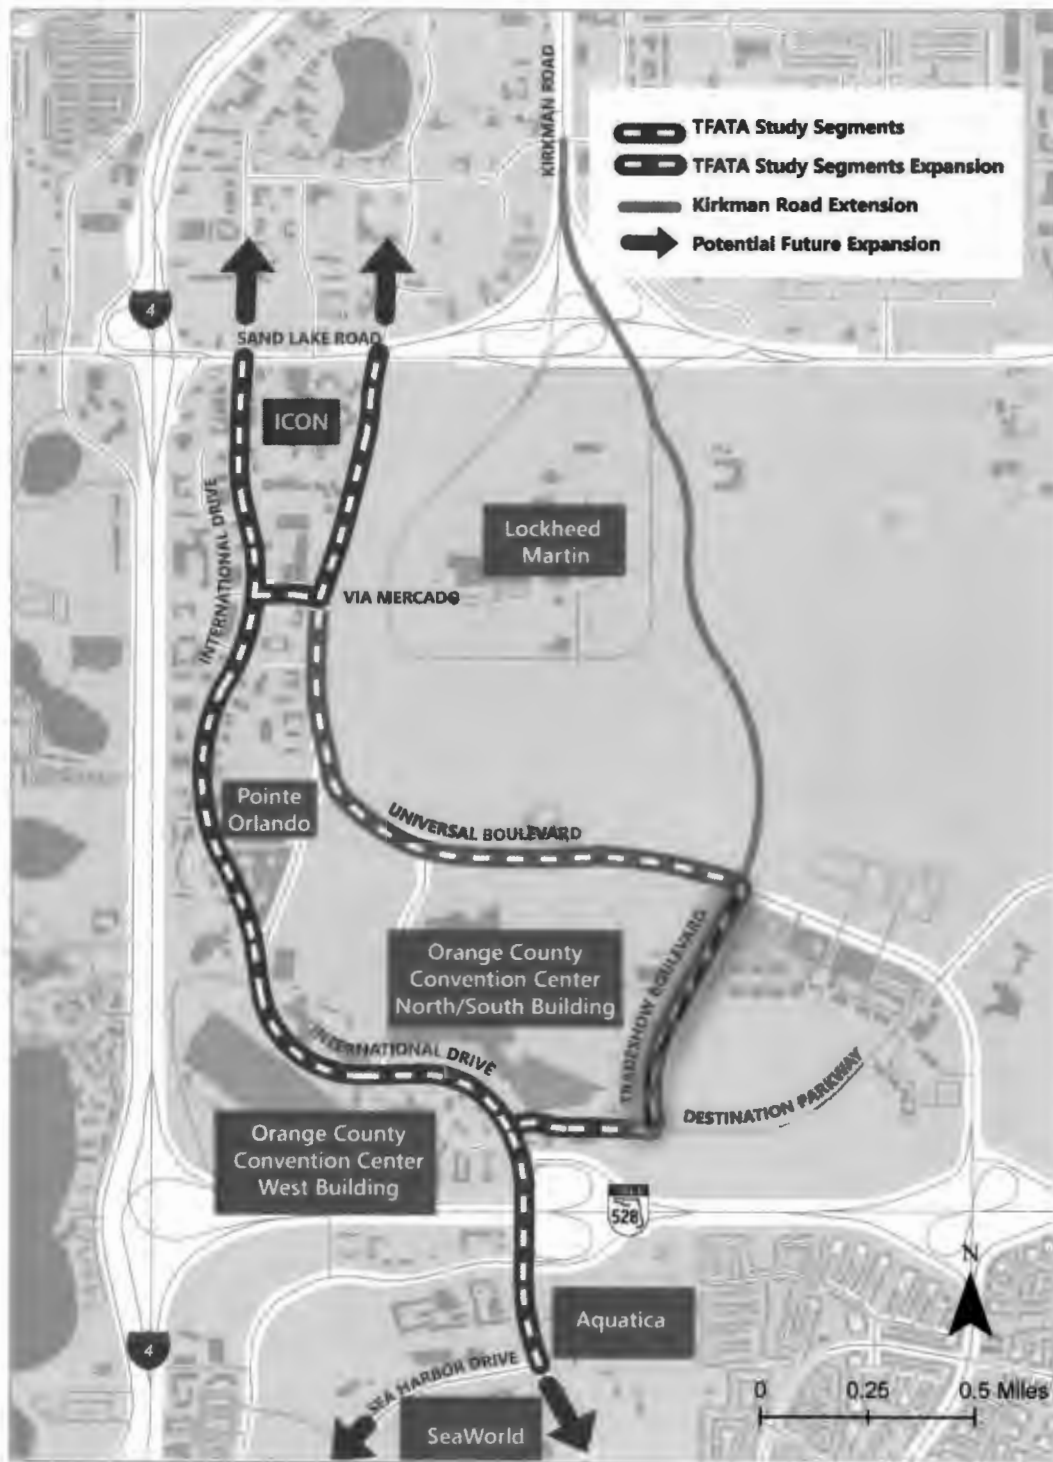 KIRKMAN ROAD
TFATA Study Segments
TFATA Study Segments Expansion
Kirkman Road Extension
Potential Future Expansion
4
SAND LAKE ROAD
ICON
INTERNATIONAL DRIVE
Lockheed
Martin
VIA MERCADO
Pointe
Orlando
UNIVERSAL BOULEVARD
Orange County
Convention Center
North/South Building
TRADESHOW BOULEVARD
INTERNATIONAL DRIVE
DESTINATION PARKWAY
Orange County
Convention Center
West Building
528
N
Aquatica
4
SEA HARBOR DRIVE
SeaWorld
0 0.25 0.5 Miles